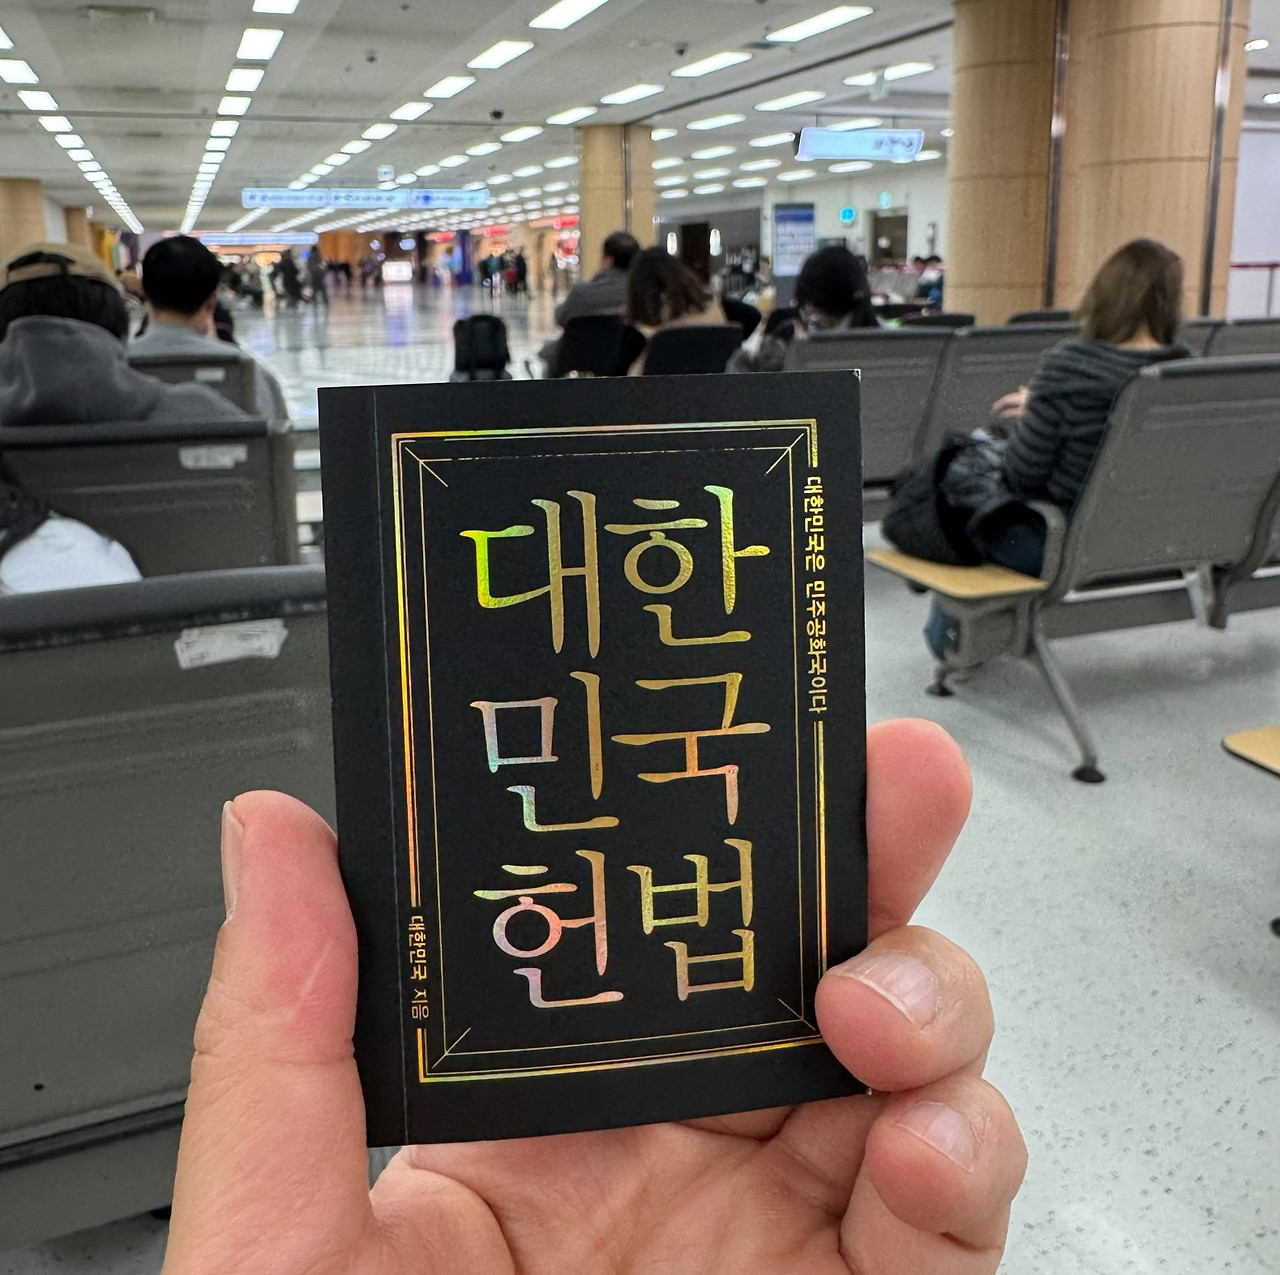 대한
민국
헌법
대한민국은 민주공화국이다
대한민국 지음